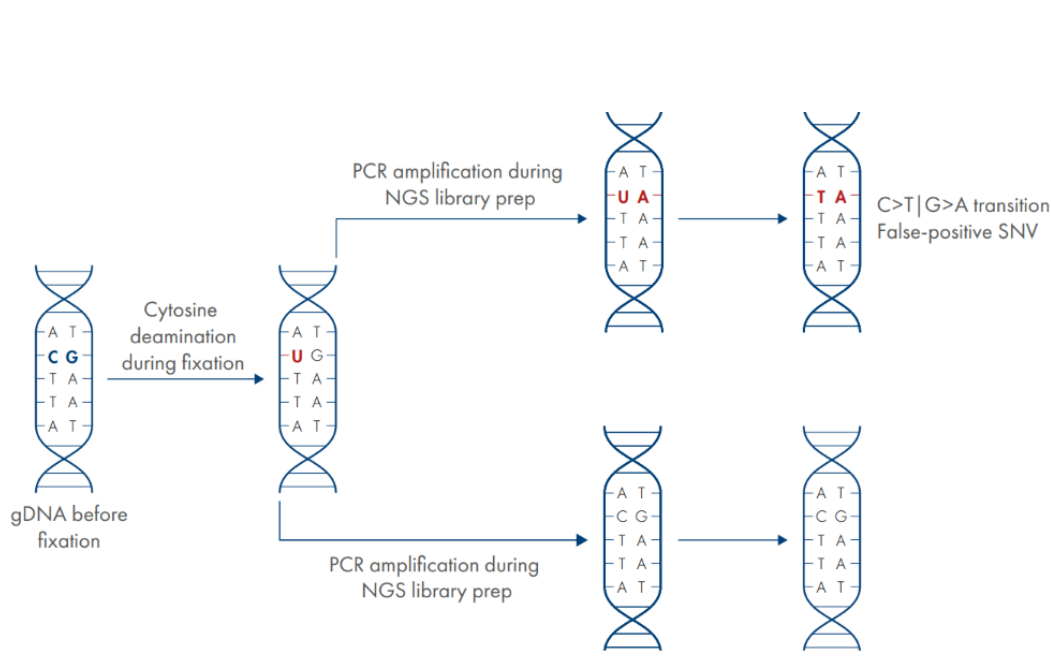 PCR amplification during
NGS library prep
A T
U A
T A
T A
A T
A T
T A
T A
T A
A T
C>T|G>A transition
False-positive SNV
Cytosine
deamination
during fixation
A T
C G
T A
T A
A T
gDNA before
fixation
A T
U G
T A
T A
A T
PCR amplification during
NGS library prep
A T
C G
T A
T A
A T
A T
C G
T A
T A
A T